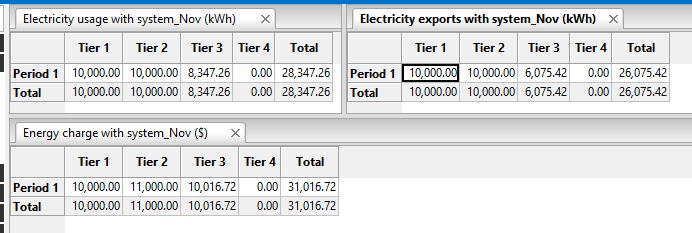 Electricity usage with system_Nov (kWh) ×
Tier 1 Tier 2 Tier 3 Tier 4 Total
Period 1 10,000.00 10,000.00 8,347.26 0.00 28,347.26
Total 10,000.00 10,000.00 8,347.26 0.00 28,347.26
Electricity exports with system_Nov (kWh) ×
Tier 1 Tier 2 Tier 3 Tier 4 Total
Period 1 10,000.00 10,000.00 6,075.42 0.00 26,075.42
Total 10,000.00 10,000.00 6,075.42 0.00 26,075.42
Energy charge with system_Nov ($) ×
Tier 1 Tier 2 Tier 3 Tier 4 Total
Period 1 10,000.00 11,000.00 10,016.72 0.00 31,016.72
Total 10,000.00 11,000.00 10,016.72 0.00 31,016.72